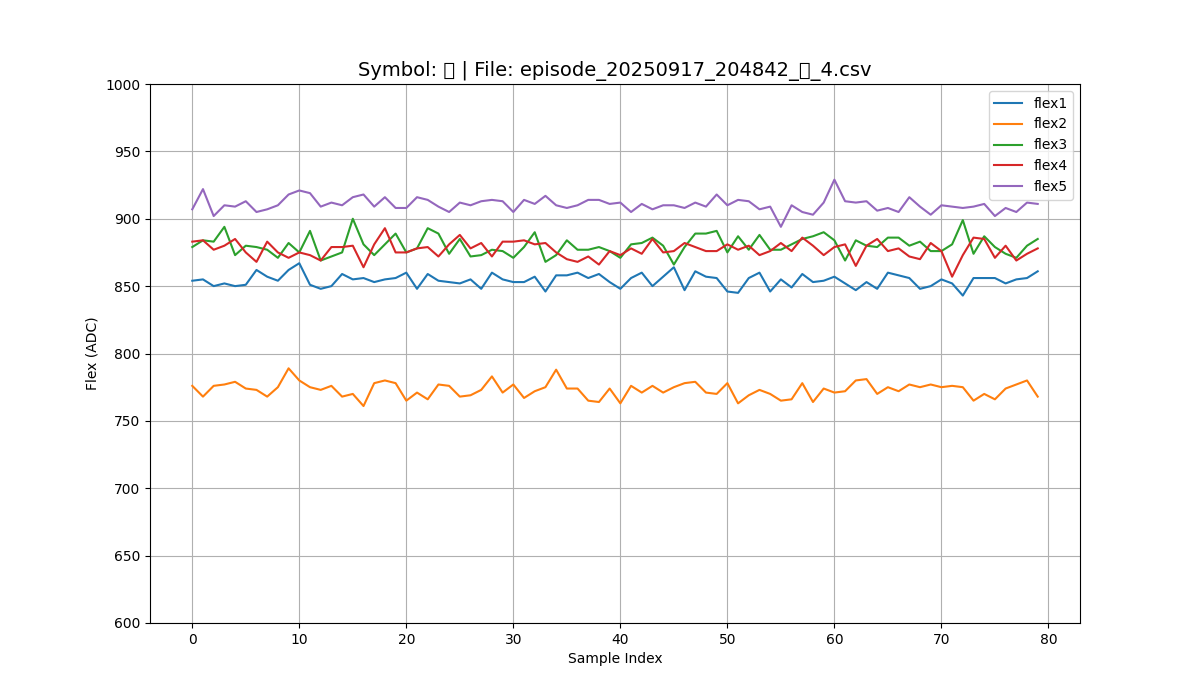 Symbol: | File: episode_20250917_204842_ _4.csv
1000
950
900
850
800
750
700
650
600
Flex (ADC)
0 10 20 30 40 50 60 70 80
Sample Index
flex1
flex2
flex3
flex4
flex5